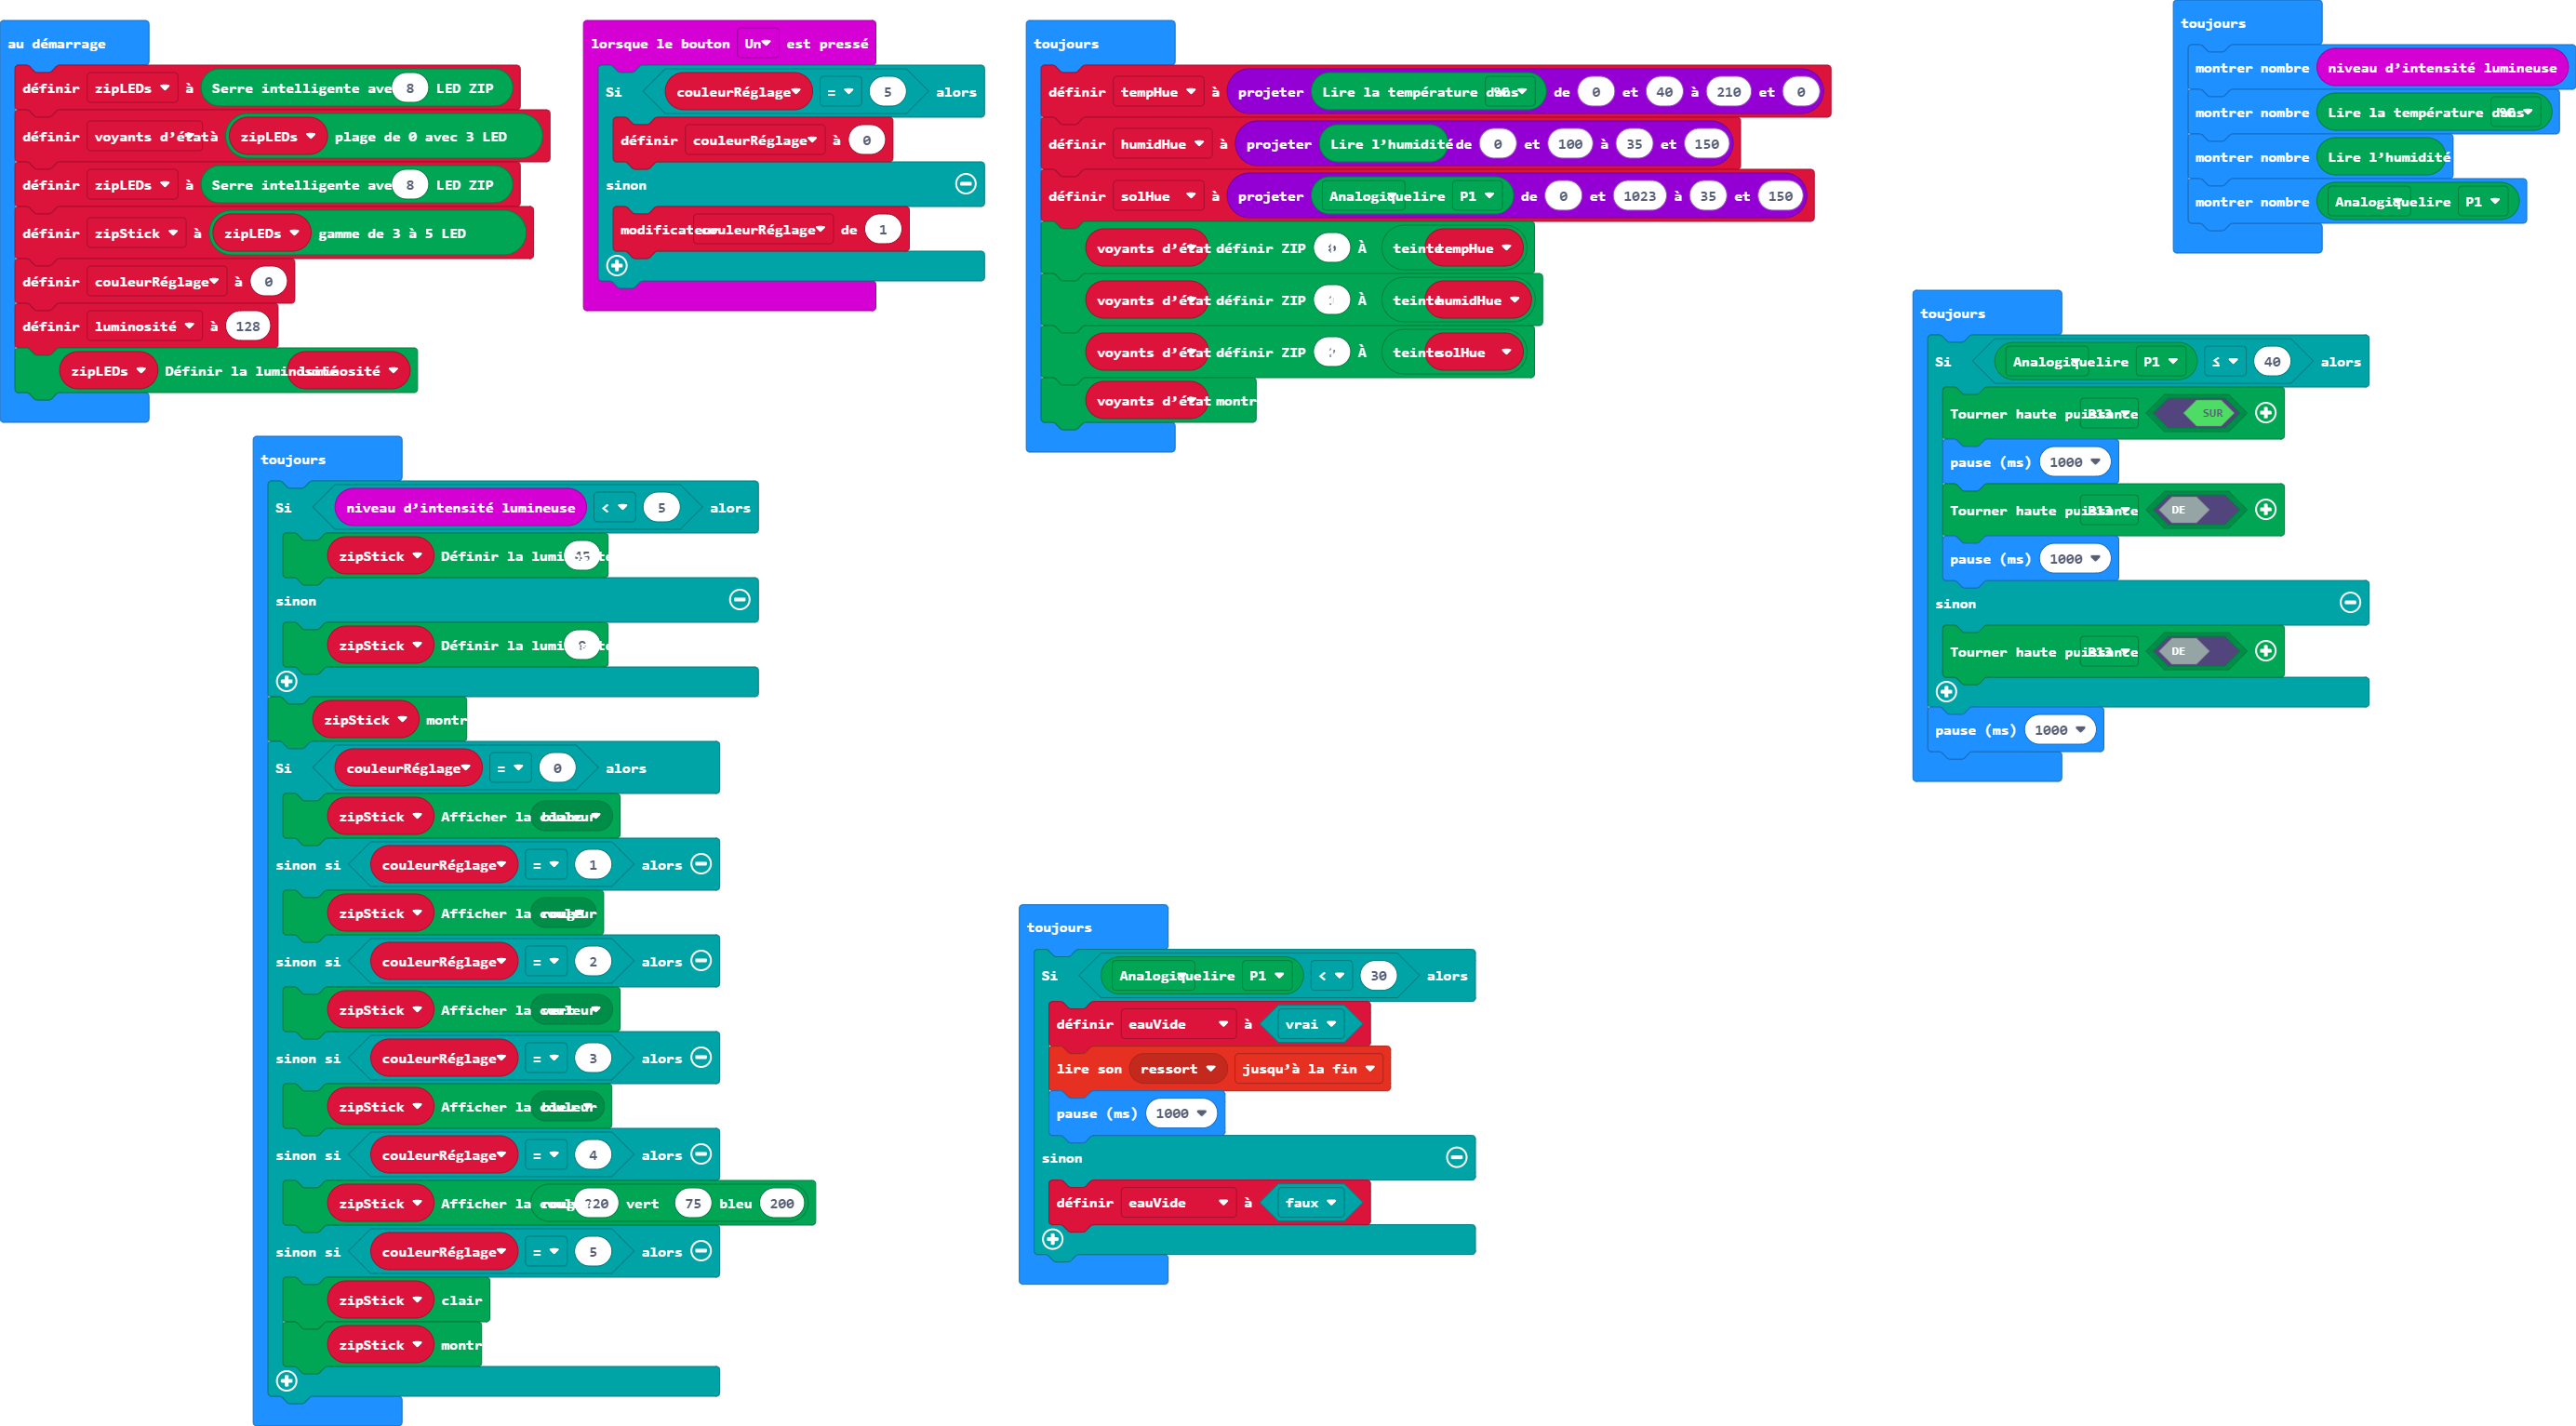 au démarrage
définir zipLEDs à Serre intelligente ave 8 LED ZIP
définir voyants d'état à zipLEDs plage de 0 avec 3 LED
définir zipLEDs à Serre intelligente ave 8 LED ZIP
définir zipStick à zipLEDs gamme de 3 à 5 LED
définir couleurRéglage à 0
définir luminosité à 128
zipLEDs Définir la luminosité luminosité
lorsque le bouton Un est pressé
Si couleurRéglage = 5 alors
définir couleurRéglage à 0
sinon
modificateur couleurRéglage de 1
toujours
définir tempHue à projeter Lire la température dans de 0 et 40 à 210 et 0
définir humidHue à projeter Lire l'humidité de 0 et 100 à 35 et 150
définir solHue à projeter Analogique lire P1 de 0 et 1023 à 35 et 150
voyants d'état définir ZIP 0 À teinte tempHue
voyants d'état définir ZIP 1 À teinte humidHue
voyants d'état définir ZIP 2 À teinte solHue
voyants d'état montr
toujours
montrer nombre niveau d'intensité lumineuse
montrer nombre Lire la température dans
montrer nombre Lire l'humidité
montrer nombre Analogique lire P1
toujours
Si Analogique lire P1 ≤ 40 alors
Tourner haute puissance P13 SUR
pause (ms) 1000
Tourner haute puissance P13 DE
pause (ms) 1000
sinon
Tourner haute puissance P13 DE
pause (ms) 1000
toujours
Si niveau d'intensité lumineuse < 5 alors
zipStick Définir la lumi 45
sinon
zipStick Définir la lumi
zipStick montr
Si couleurRéglage = 0 alors
zipStick Afficher la couleur
sinon si couleurRéglage = 1 alors
zipStick Afficher la couleur
sinon si couleurRéglage = 2 alors
zipStick Afficher la couleur
sinon si couleurRéglage = 3 alors
zipStick Afficher la couleur
sinon si couleurRéglage = 4 alors
zipStick Afficher la vert 75 bleu 200
sinon si couleurRéglage = 5 alors
zipStick clair
zipStick montr
toujours
Si Analogique lire P1 < 30 alors
définir eauVide à vrai
lire son ressort jusqu'à la fin
pause (ms) 1000
sinon
définir eauVide à faux